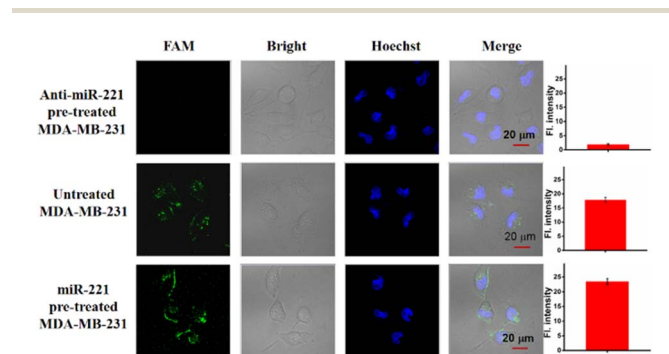 FAM Bright Hoechst Merge
Anti-miR-221
pre-treated
MDA-MB-231
20 μm
Fl. intensity
25
20
15
10
5
0
Untreated
MDA-MB-231
20 μm
Fl. intensity
25
20
15
10
5
0
miR-221
pre-treated
MDA-MB-231
20 μm
Fl. intensity
25
20
15
10
5
0